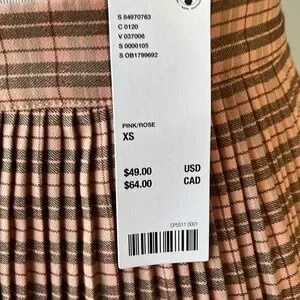 S 84970763
C 0120
V 037006
S 0000105
S OB1799692
PINK/ROSE
XS
$49.00 USD
$64.00 CAD
CP5511 0001